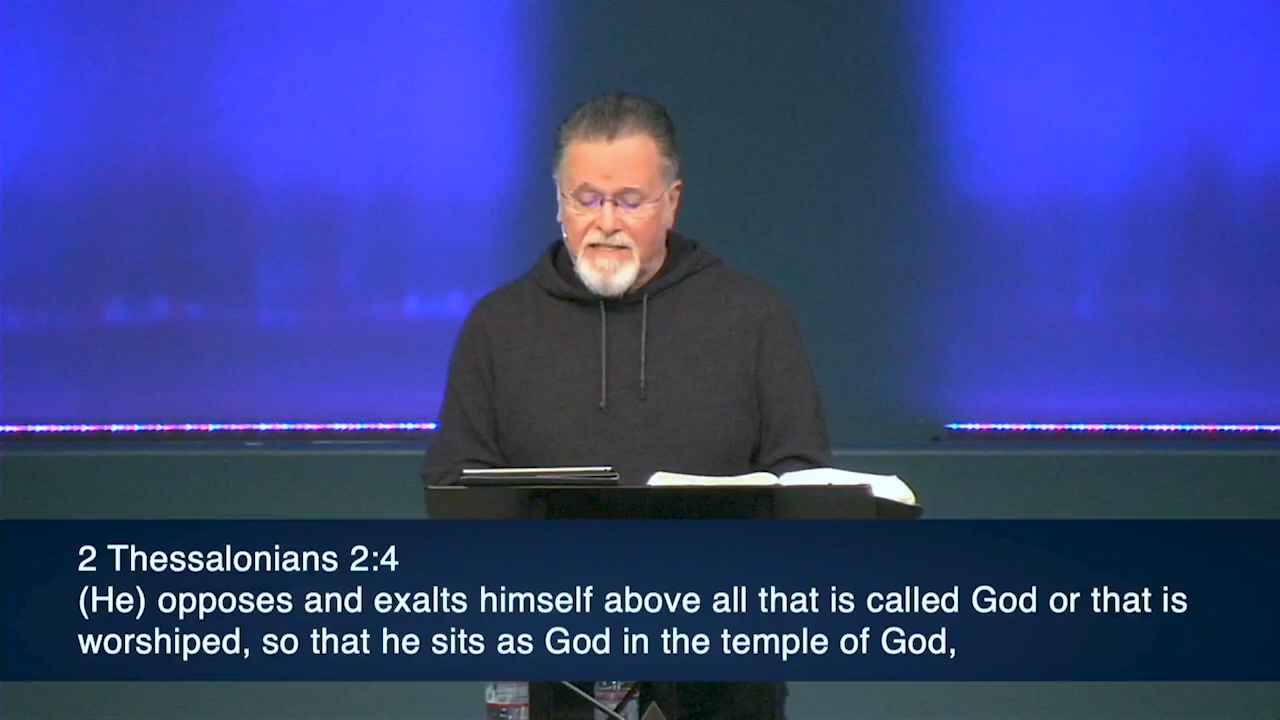 2 Thessalonians 2:4
(He) opposes and exalts himself above all that is called God or that is
worshiped, so that he sits as God in the temple of God,